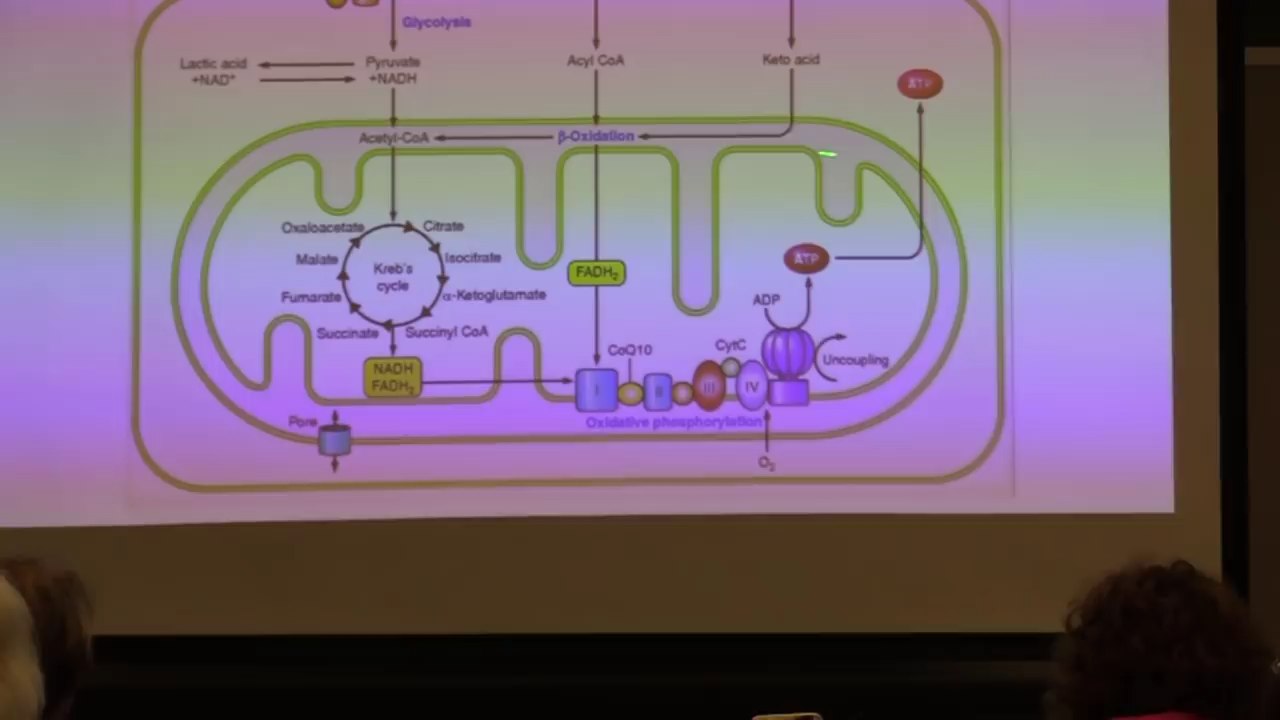 Glycolysis
Lactic acid
+NAD⁺
Pyruvate
+NADH
Acyl CoA
Keto acid
ATP
Acetyl-CoA
β-Oxidation
Oxaloacetate
Citrate
Malate
Isocitrate
Kreb's
cycle
FADH₂
ATP
Fumarate
α-Ketoglutamate
ADP
Succinate
Succinyl CoA
CoQ10
CytC
Uncoupling
NADH
FADH₂
I
II
III
IV
Pore
Oxidative phosphorylation
O₂